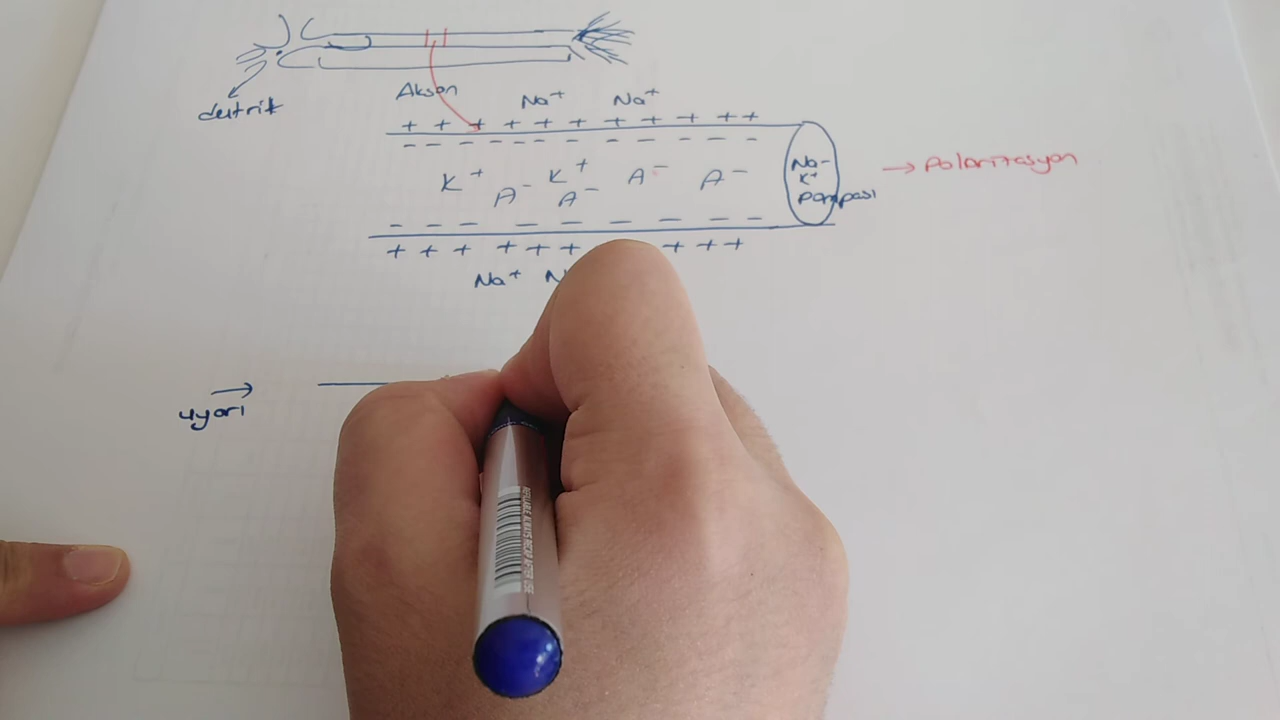 dentrit
Akson
Na⁺ Na⁺
+ + + + + + + + + + +
− − − − − − − − − − −
K⁺ A⁻ K⁺ A⁻ A⁻ A⁻
Na-
K⁺
pompası
→ Polarizasyon
− − − − − − − − −
+ + + + + + + + +
Na⁺
→
uyarı